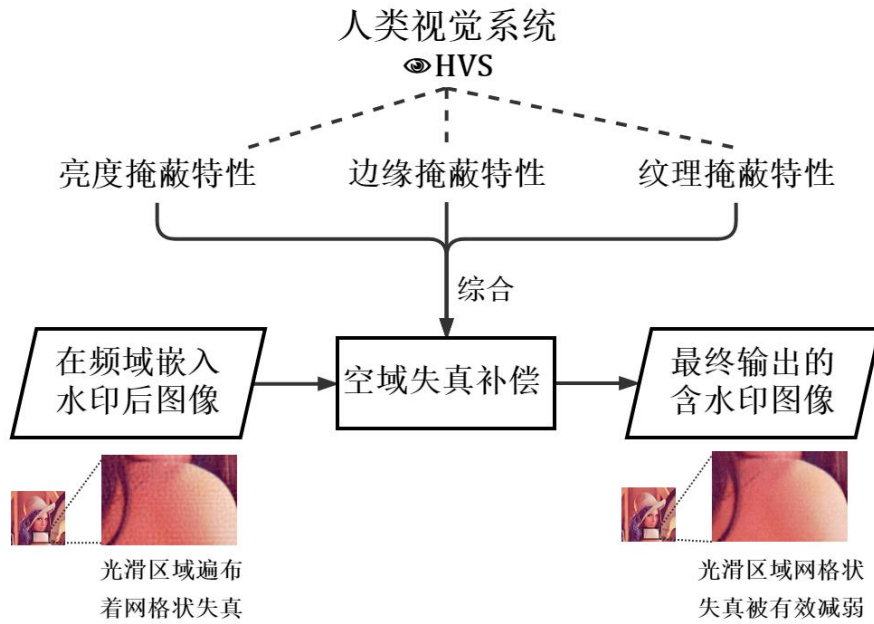 人类视觉系统
HVS
亮度掩蔽特性
边缘掩蔽特性
纹理掩蔽特性
综合
在频域嵌入
水印后图像
空域失真补偿
最终输出的
含水印图像
光滑区域遍布
着网格状失真
光滑区域网格状
失真被有效减弱